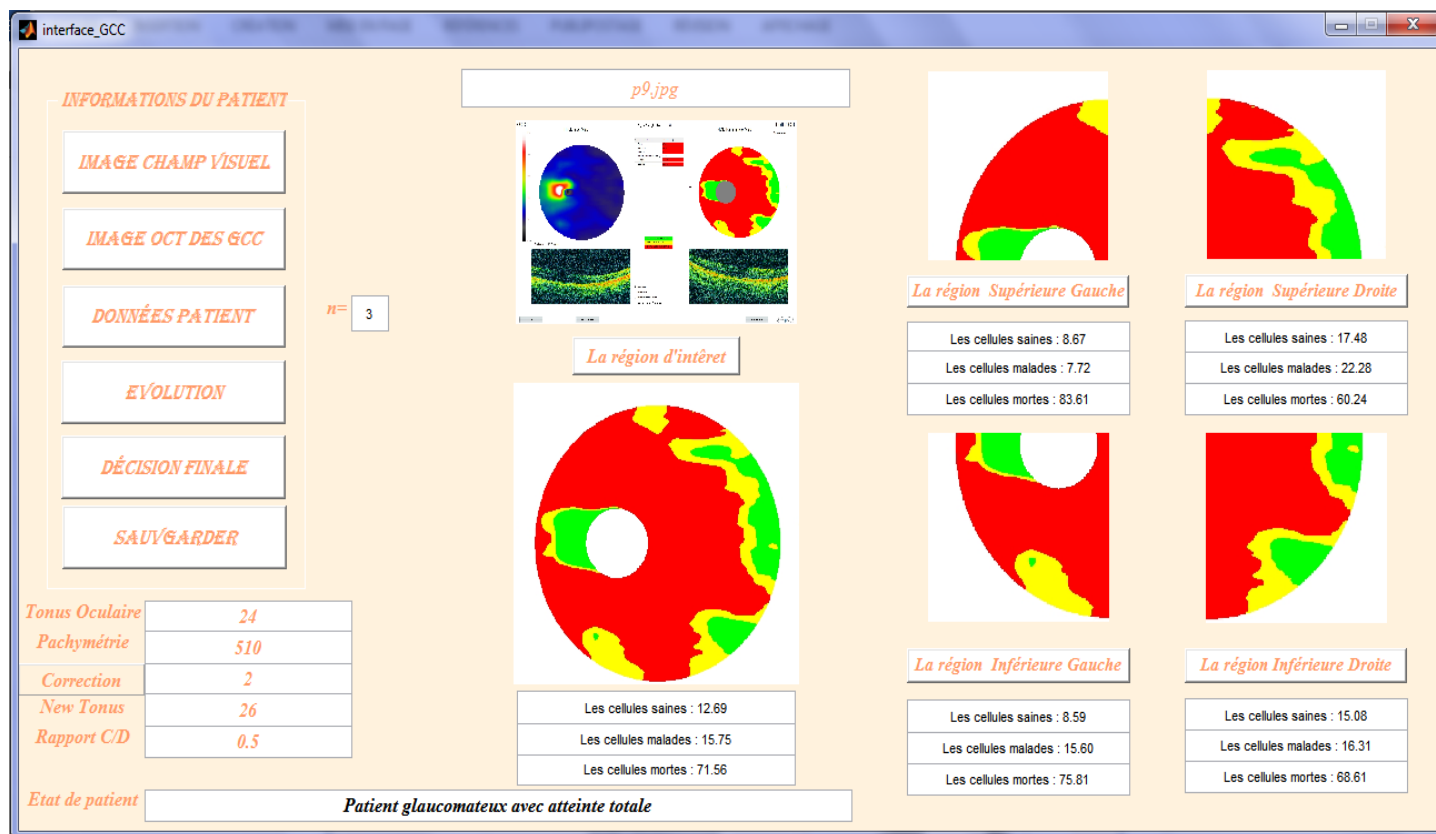 interface_GCC
INFORMATIONS DU PATIENT
IMAGE CHAMP VISUEL
IMAGE OCT DES GCC
DONNÉES PATIENT
EVOLUTION
DÉCISION FINALE
SAUVGARDER
n= 3
Tonus Oculaire 24
Pachymétrie 510
Correction 2
New Tonus 26
Rapport C/D 0.5
Etat de patient Patient glaucomateux avec atteinte totale
p9.jpg
La région d'intêret
Les cellules saines : 12.69
Les cellules malades : 15.75
Les cellules mortes : 71.56
La région Supérieure Gauche
Les cellules saines : 8.67
Les cellules malades : 7.72
Les cellules mortes : 83.61
La région Supérieure Droite
Les cellules saines : 17.48
Les cellules malades : 22.28
Les cellules mortes : 60.24
La région Inférieure Gauche
Les cellules saines : 8.59
Les cellules malades : 15.60
Les cellules mortes : 75.81
La région Inférieure Droite
Les cellules saines : 15.08
Les cellules malades : 16.31
Les cellules mortes : 68.61